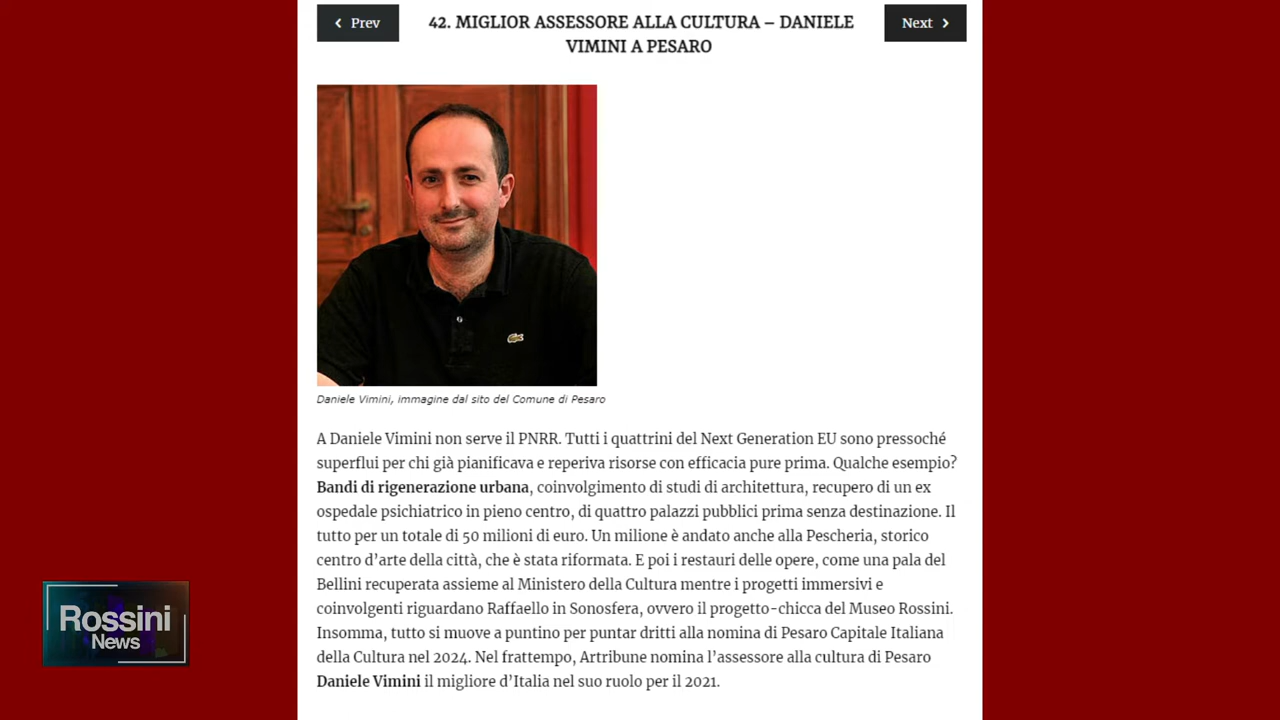 Prev
42. MIGLIOR ASSESSORE ALLA CULTURA – DANIELE
VIMINI A PESARO
Next
Daniele Vimini, immagine dal sito del Comune di Pesaro
A Daniele Vimini non serve il PNRR. Tutti i quattrini del Next Generation EU sono pressoché
superflui per chi già pianificava e reperiva risorse con efficacia pure prima. Qualche esempio?
Bandi di rigenerazione urbana, coinvolgimento di studi di architettura, recupero di un ex
ospedale psichiatrico in pieno centro, di quattro palazzi pubblici prima senza destinazione. Il
tutto per un totale di 50 milioni di euro. Un milione è andato anche alla Pescheria, storico
centro d’arte della città, che è stata riformata. E poi i restauri delle opere, come una pala del
Bellini recuperata assieme al Ministero della Cultura mentre i progetti immersivi e
coinvolgenti riguardano Raffaello in Sonosfera, ovvero il progetto-chicca del Museo Rossini.
Insomma, tutto si muove a puntino per puntar dritti alla nomina di Pesaro Capitale Italiana
della Cultura nel 2024. Nel frattempo, Artribune nomina l’assessore alla cultura di Pesaro
Daniele Vimini il migliore d’Italia nel suo ruolo per il 2021.
Rossini
News